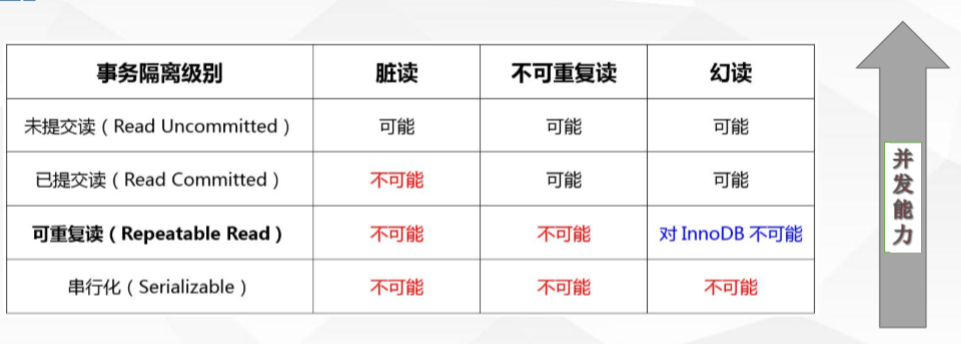 事务隔离级别 脏读 不可重复读 幻读
未提交读（Read Uncommitted） 可能 可能 可能
已提交读（Read Committed） 不可能 可能 可能
可重复读（Repeatable Read） 不可能 不可能 对 InnoDB 不可能
串行化（Serializable） 不可能 不可能 不可能
并发能力